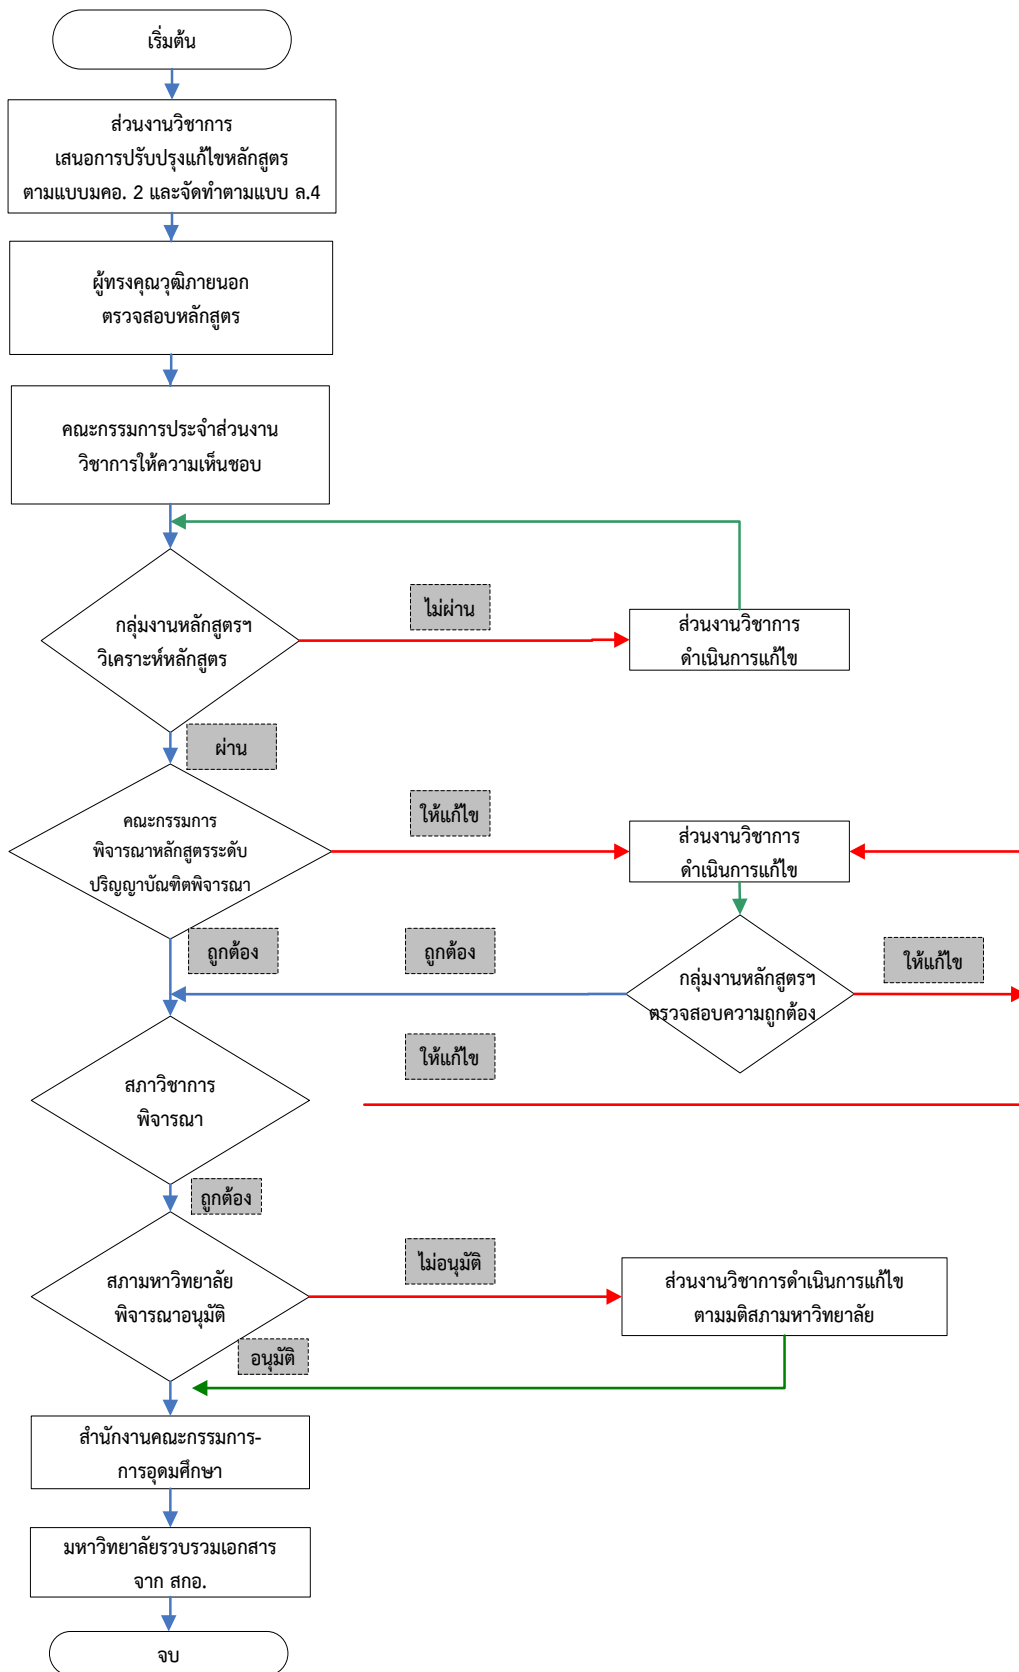 เริ่มต้น
ส่วนงานวิชาการ
เสนอการปรับปรุงแก้ไขหลักสูตร
ตามแบบมคอ. 2 และจัดทำตามแบบ ล.4
ผู้ทรงคุณวุฒิภายนอก
ตรวจสอบหลักสูตร
คณะกรรมการประจำส่วนงาน
วิชาการให้ความเห็นชอบ
กลุ่มงานหลักสูตรฯ
วิเคราะห์หลักสูตร
ไม่ผ่าน
ส่วนงานวิชาการ
ดำเนินการแก้ไข
ผ่าน
คณะกรรมการ
พิจารณาหลักสูตรระดับ
ปริญญาบัณฑิตพิจารณา
ให้แก้ไข
ส่วนงานวิชาการ
ดำเนินการแก้ไข
ถูกต้อง
ถูกต้อง
กลุ่มงานหลักสูตรฯ
ตรวจสอบความถูกต้อง
ให้แก้ไข
ให้แก้ไข
สภาวิชาการ
พิจารณา
ถูกต้อง
สภามหาวิทยาลัย
พิจารณาอนุมัติ
ไม่อนุมัติ
ส่วนงานวิชาการดำเนินการแก้ไข
ตามมติสภามหาวิทยาลัย
อนุมัติ
สำนักงานคณะกรรมการ-
การอุดมศึกษา
มหาวิทยาลัยรวบรวมเอกสาร
จาก สกอ.
จบ